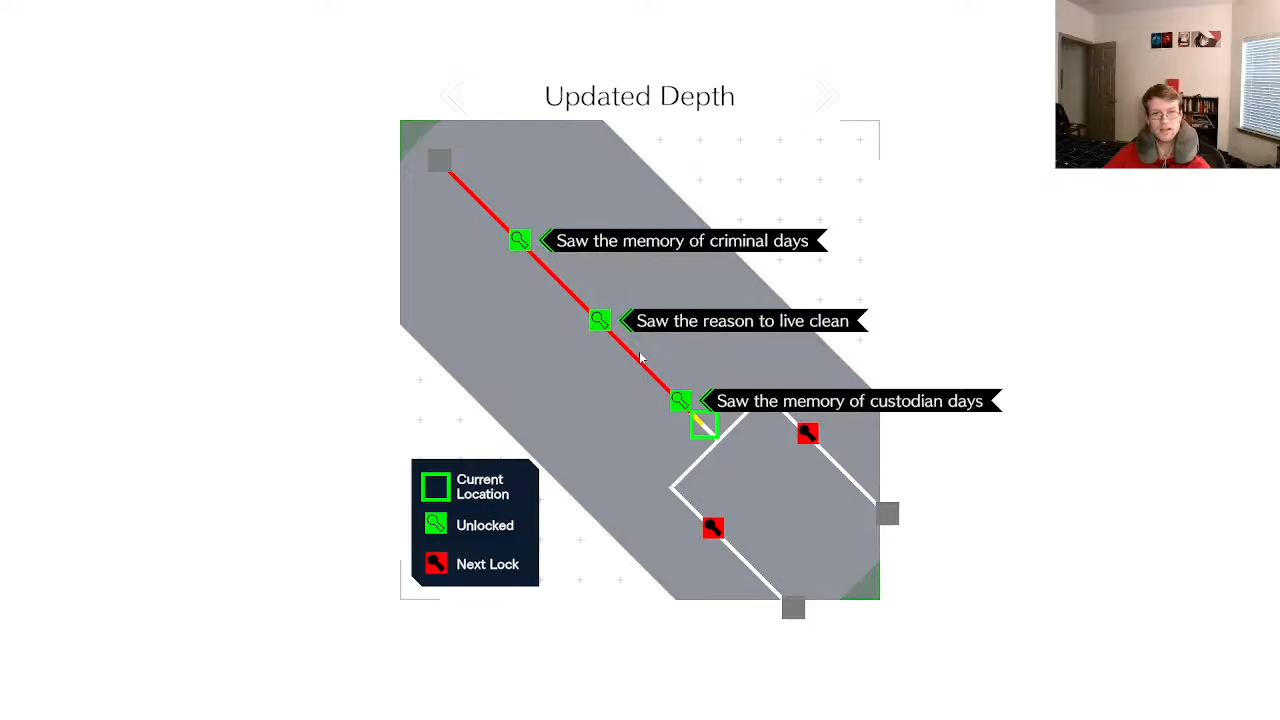 Updated Depth
Saw the memory of criminal days
Saw the reason to live clean
Saw the memory of custodian days
Current
Location
Unlocked
Next Lock